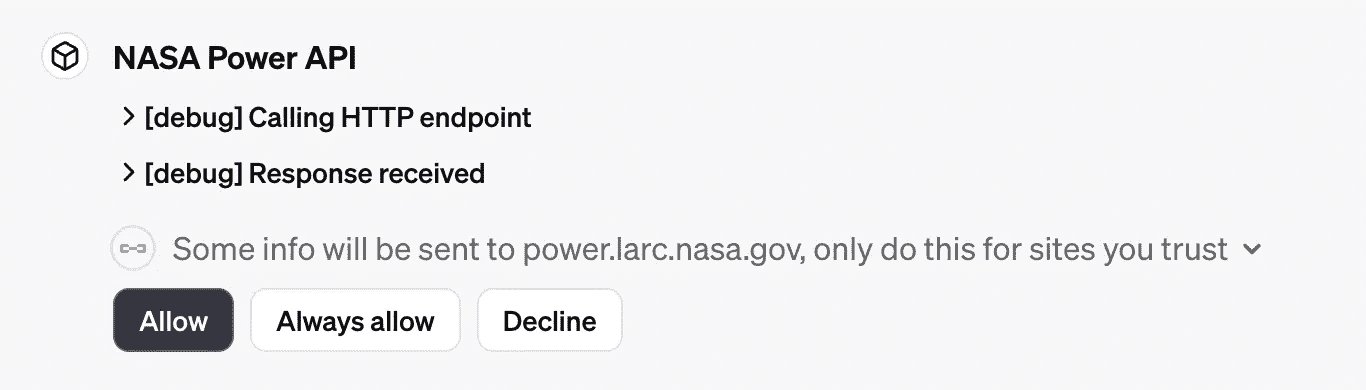 NASA Power API
[debug] Calling HTTP endpoint
[debug] Response received
Some info will be sent to power.larc.nasa.gov, only do this for sites you trust
Allow Always allow Decline